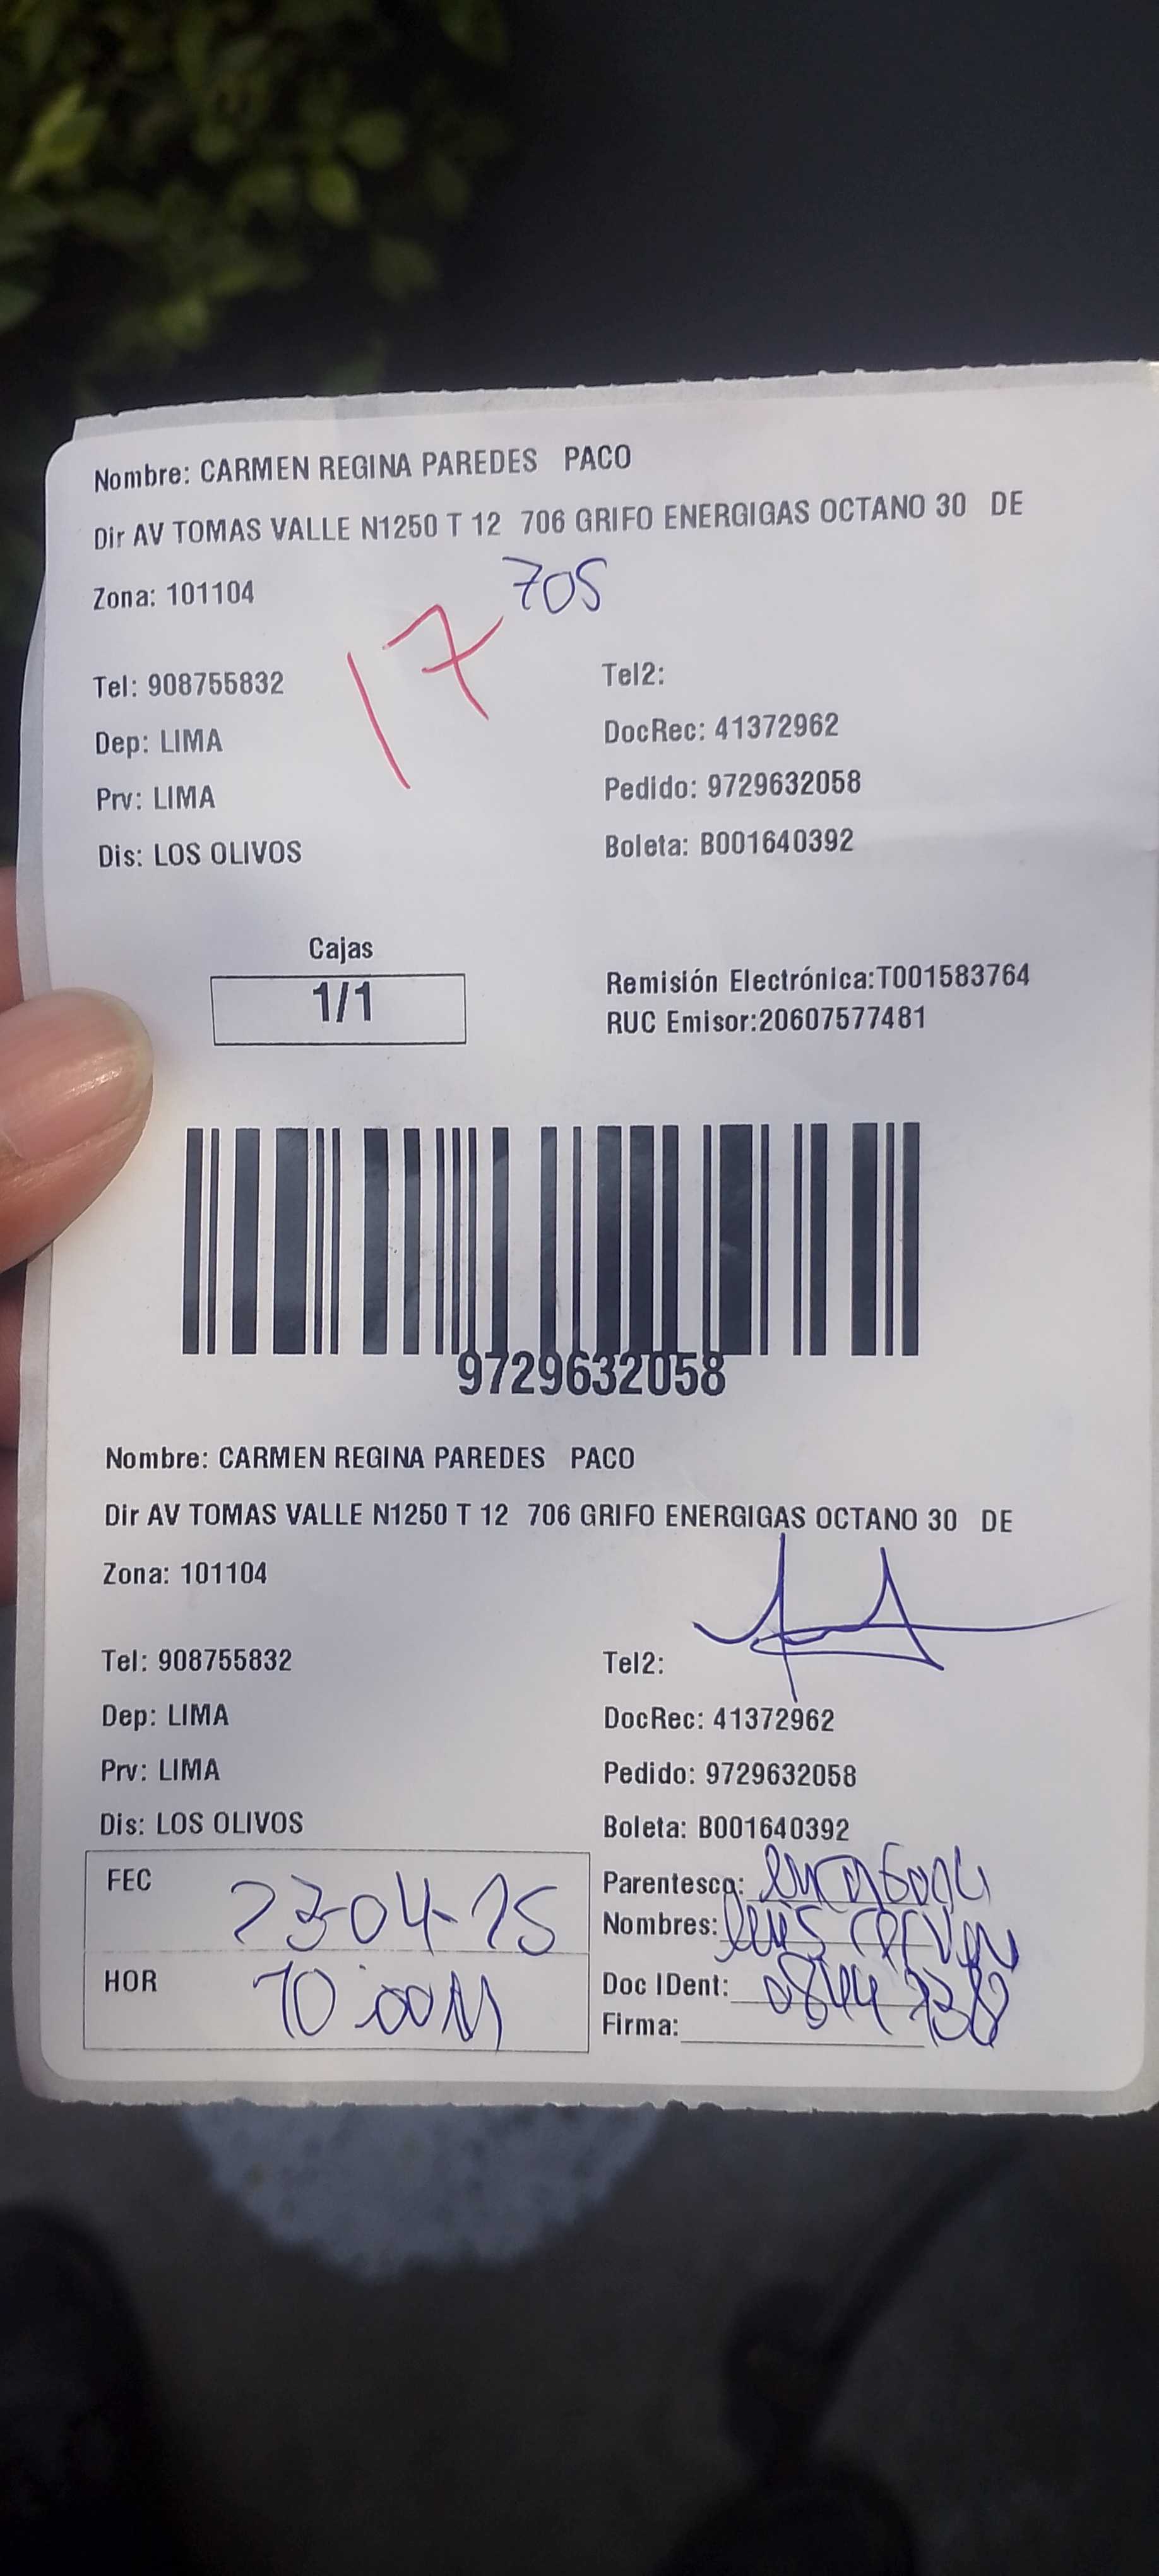 Nombre: CARMEN REGINA PAREDES PACO
Dir AV TOMAS VALLE N1250 T 12 706 GRIFO ENERGIGAS OCTANO 30 DE
705
Zona: 101104
17
Tel: 908755832 Tel2:
Dep: LIMA DocRec: 41372962
Prv: LIMA Pedido: 9729632058
Dis: LOS OLIVOS Boleta: B001640392
Cajas
1/1
Remisión Electrónica:T001583764
RUC Emisor:20607577481
9729632058
Nombre: CARMEN REGINA PAREDES PACO
Dir AV TOMAS VALLE N1250 T 12 706 GRIFO ENERGIGAS OCTANO 30 DE
Zona: 101104
Tel: 908755832 Tel2:
Dep: LIMA DocRec: 41372962
Prv: LIMA Pedido: 9729632058
Dis: LOS OLIVOS Boleta: B001640392
FEC 23-04-25
HOR
Parentesco:
Nombres: Luis
Doc IDent:
Firma: